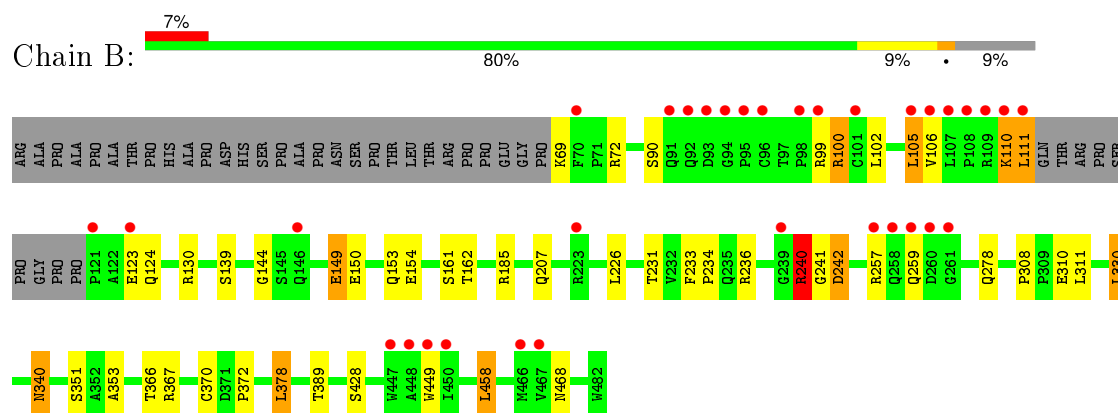 7%
Chain B:
80% 9% • 9%
ARG ALA PRO ALA PRO ALA THR PRO HIS ALA PRO ASP HIS SER PRO ALA PRO ASN SER PRO THR LEU THR ARG PRO PRO GLU GLY PRO K69 F70 P71 R72 S90 Q91 Q92 D93 G94 P95 C96 T97 P98 R99 R100 C101 L102 L105 V106 L107 P108 R109 K110 L111 GLN THR ARG PRO SER
PRO GLY PRO PRO P121 A122 E123 Q124 R130 S139 G144 S145 Q146 E149 E150 Q153 E154 S161 T162 R185 Q207 R223 L226 T231 V232 F233 P234 Q235 R236 G239 R240 G241 D242 R257 Q258 Q259 D260 G261 Q278 P308 P309 E310 L311 L330
N340 S351 A352 A353 T366 R367 C370 D371 P372 L378 T389 S428 W447 A448 W449 I450 L458 M466 V467 N468 W482